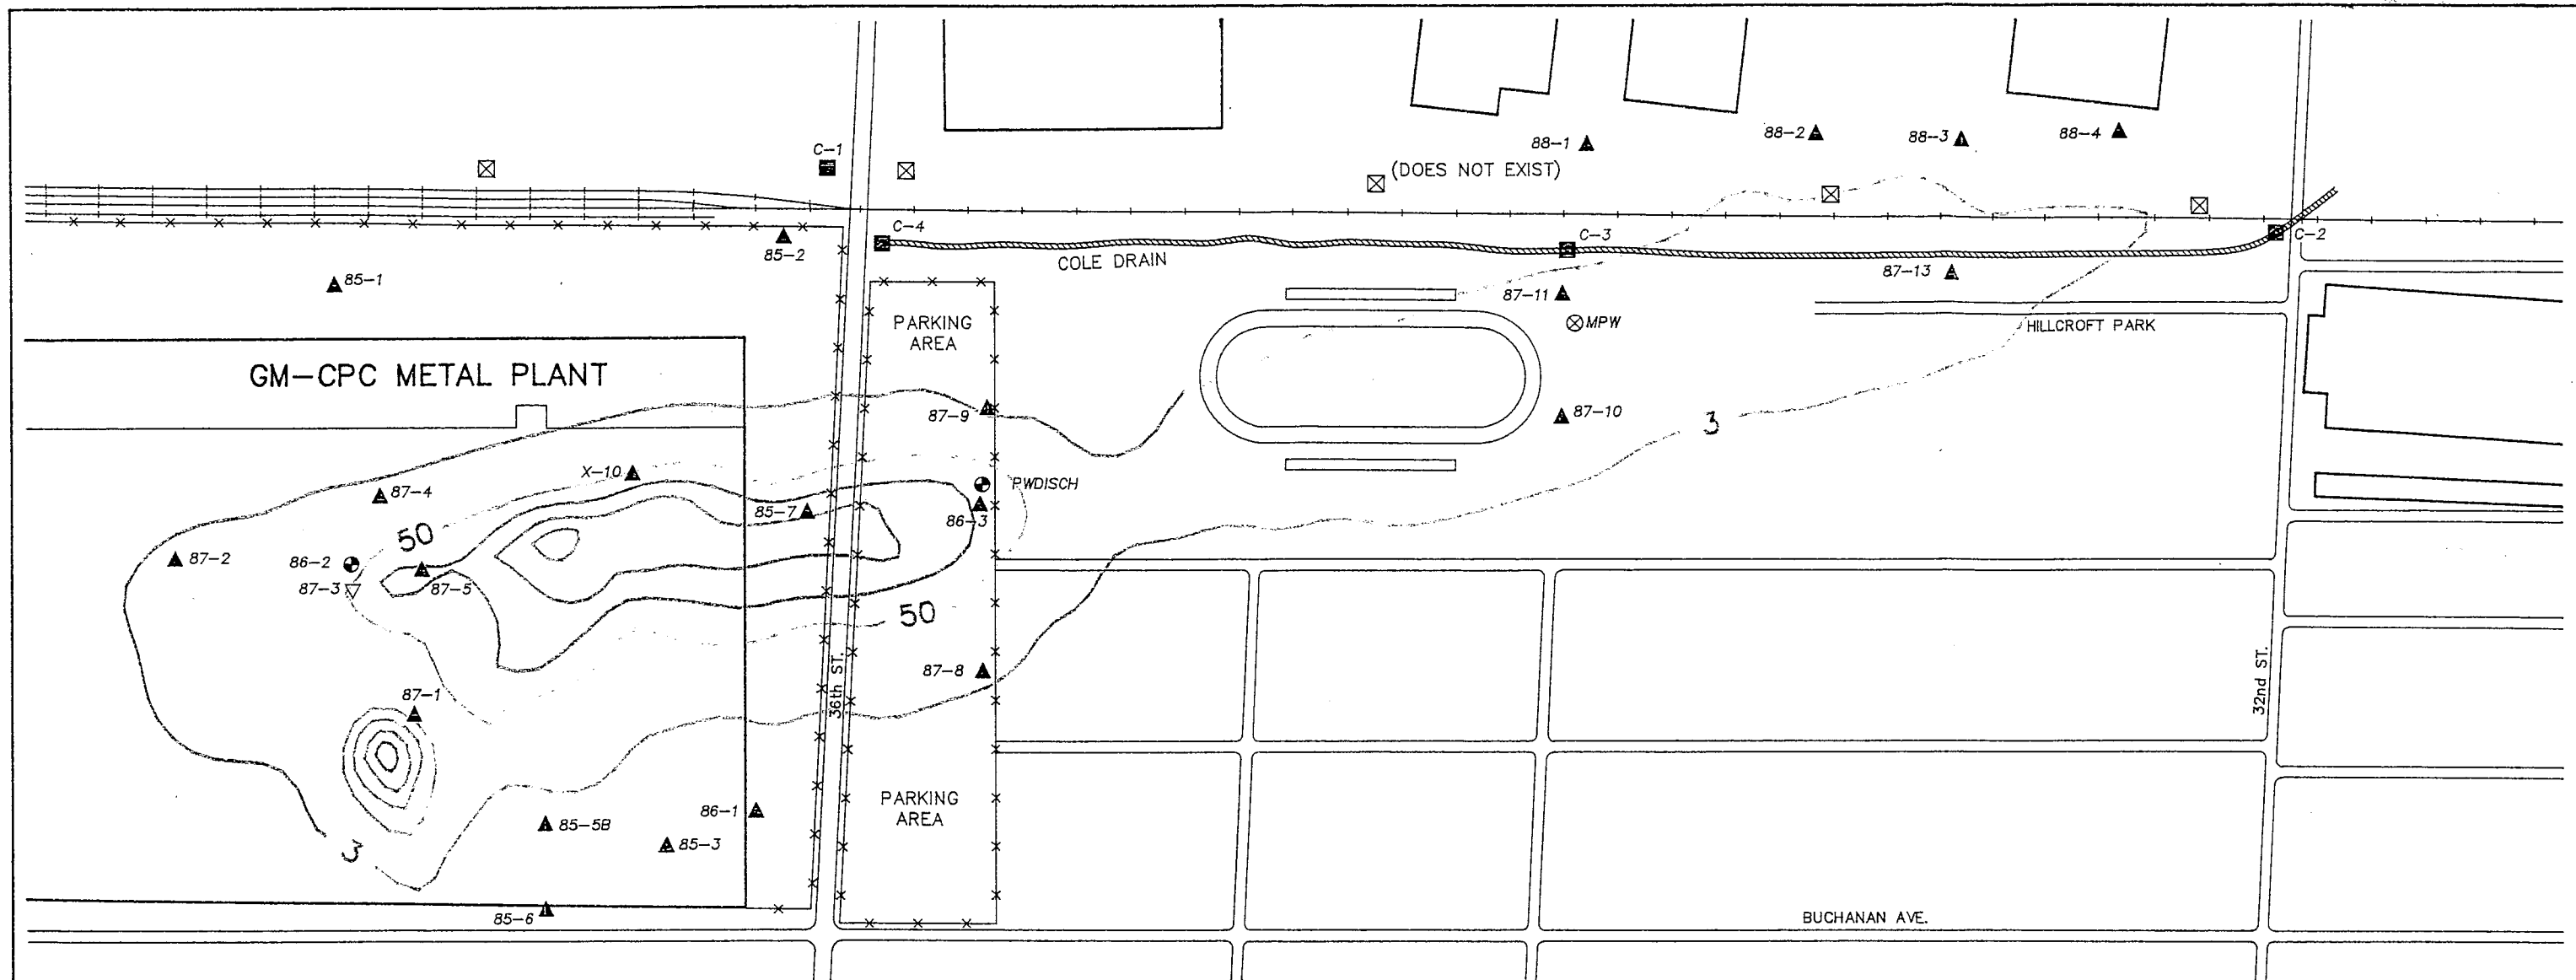 88-1
88-2
88-3
88-4
C-1
(DOES NOT EXIST)
C-4
C-3
C-2
85-2
COLE DRAIN
87-13
85-1
87-11
MPW
PARKING
AREA
HILLCROFT PARK
GM-CPC METAL PLANT
87-9
87-10
3
X-10
87-4
PWDISCH
85-7
86-3
50
87-2
86-2
87-3
87-5
50
36th ST.
87-8
32nd ST.
87-1
PARKING
AREA
86-1
85-5B
85-3
3
85-6
BUCHANAN AVE.